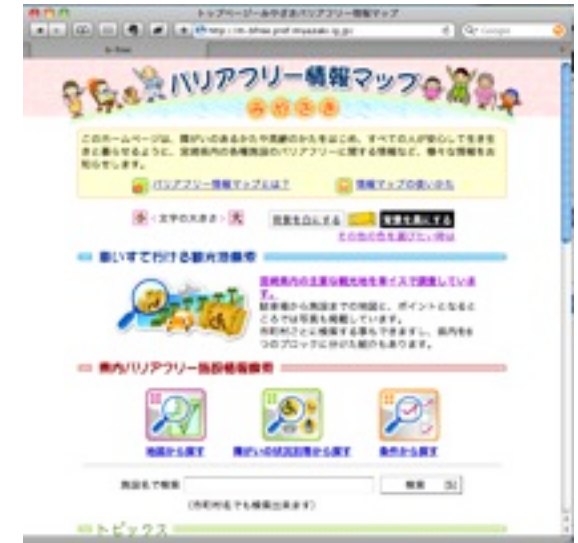 トップページ-みやざきバリアフリー情報マップ
b-free
Google
バリアフリー情報マップ
みやざき
このホームページは、障がいのあるかたや高齢のかたをはじめ、すべての人が安心して生き生
きと暮らせるように、宮崎県内の各種施設のバリアフリーに関する情報など、様々な情報をお
知らせします。
バリアフリー情報マップとは? 情報マップの使いかた
小 <文字の大きさ> 大 背景を白にする 背景を黒にする
その他の色を選びたい時は
車いすで行ける観光地検索
宮崎県内の主要な観光地を車イスで調査していま
す。
駐車場から施設までの地図と、ポイントとなると
ころでは写真も掲載しています。
市町村ごとに検索する事もできますし、県内を6
つのブロックに分けた紹介もあります。
県内バリアフリー施設情報検索
地図から探す 障がいの状況別等から探す 条件から探す
施設名で検索 検索
(市町村名でも検索出来ます)
トピックス